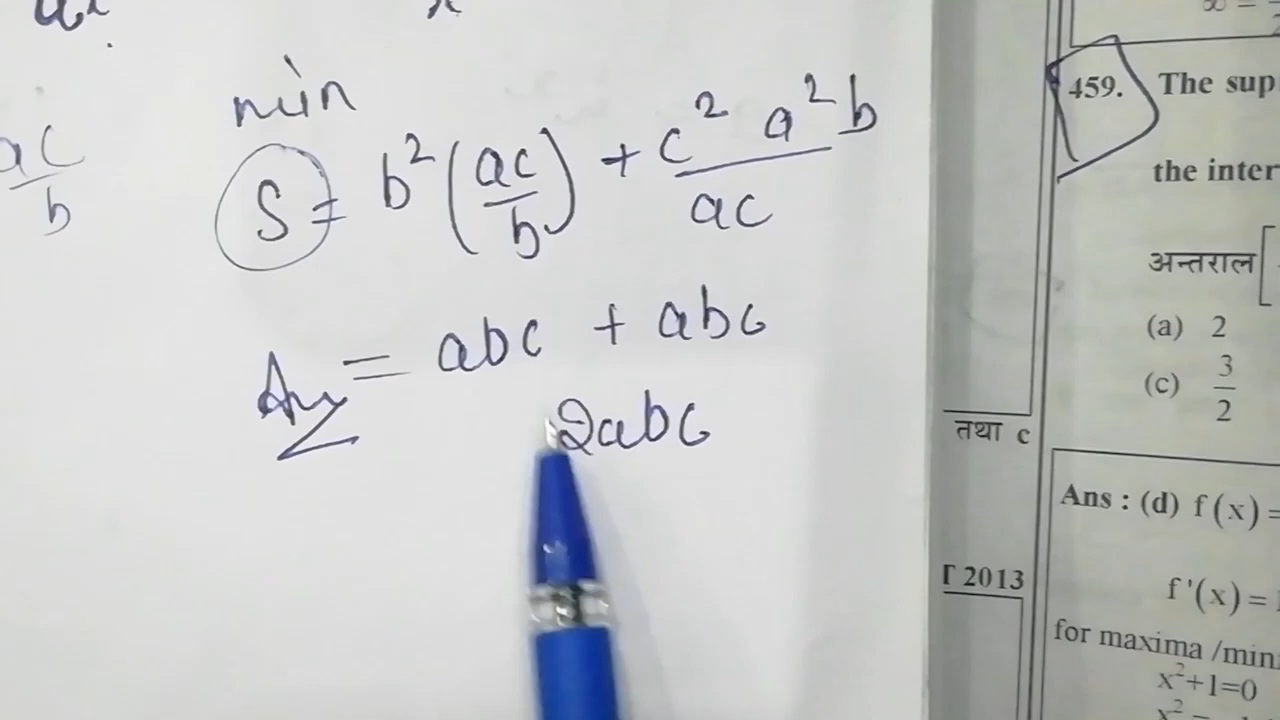 ac/b
min
S = b²(ac/b) + c² a²b/ac
Ans = abc + abc
2abc
459. The sup
the inter
अन्तराल [
(a) 2
(c) 3/2
तथा c
Ans : (d) f(x) =
Γ 2013
f'(x) =
for maxima /min
x²+1=0